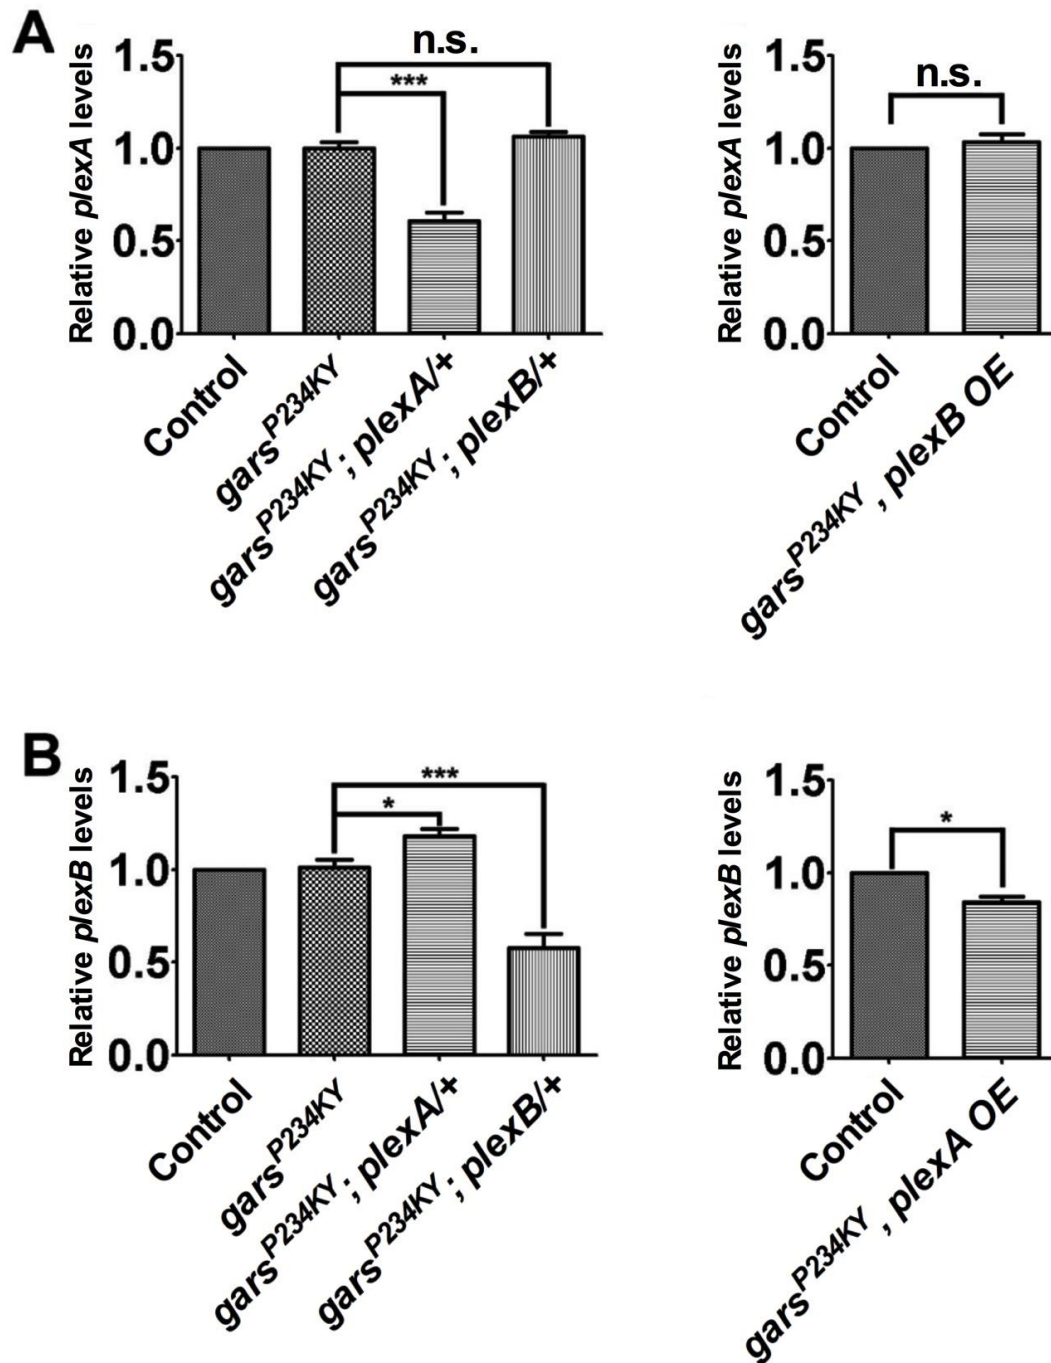 A
Relative plexA levels
1.5
1.0
0.5
0.0
n.s.
***
Control
gars^P234KY
gars^P234KY; plexA/+
gars^P234KY; plexB/+
Relative plexA levels
1.5
1.0
0.5
0.0
n.s.
Control
gars^P234KY, plexB OE
B
Relative plexB levels
1.5
1.0
0.5
0.0
***
*
Control
gars^P234KY
gars^P234KY; plexA/+
gars^P234KY; plexB/+
Relative plexB levels
1.5
1.0
0.5
0.0
*
Control
gars^P234KY, plexA OE